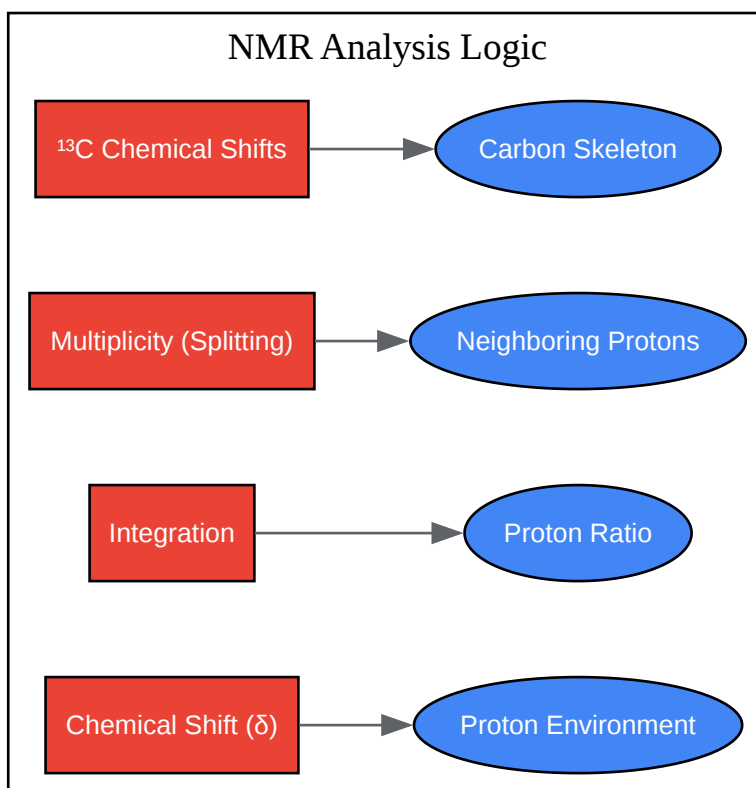 NMR Analysis Logic
¹³C Chemical Shifts
Carbon Skeleton
Multiplicity (Splitting)
Neighboring Protons
Integration
Proton Ratio
Chemical Shift (δ)
Proton Environment